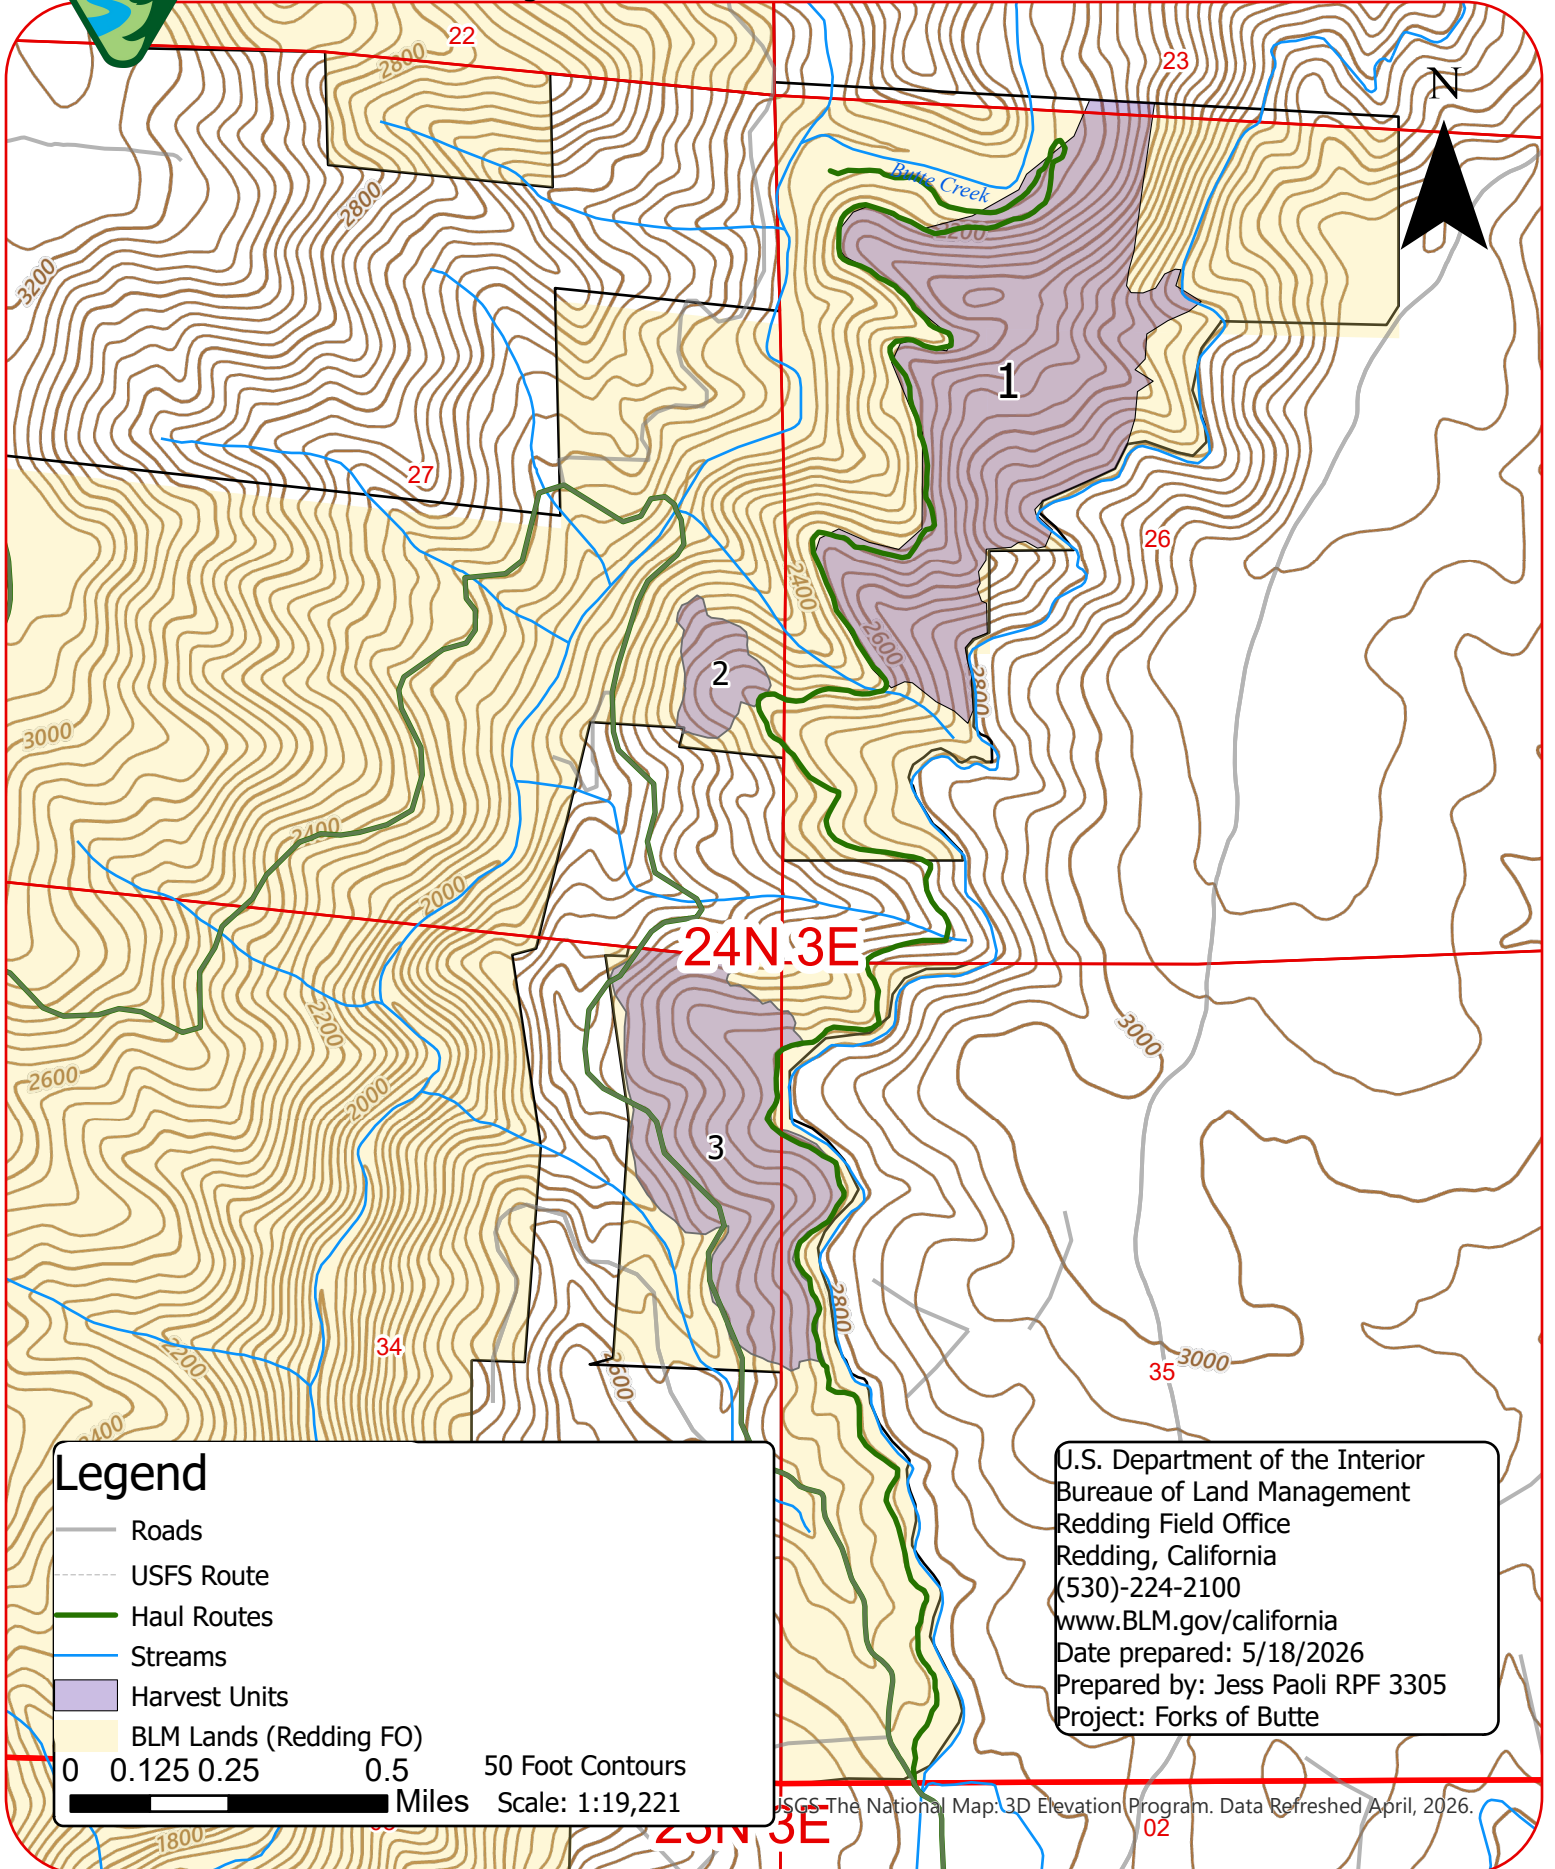 22
23
2800
N
Butte Creek
2800
2200
3200
1
27
26
2400
2600
2
2800
3000
2400
2000
24N 3E
2200
3000
2600
2000
3
2800
2200
34
3000
35
2600
2400
Legend
Roads
USFS Route
Haul Routes
Streams
Harvest Units
BLM Lands (Redding FO)
0 0.125 0.25 0.5
Miles
50 Foot Contours
Scale: 1:19,221
U.S. Department of the Interior
Bureaue of Land Management
Redding Field Office
Redding, California
(530)-224-2100
www.BLM.gov/california
Date prepared: 5/18/2026
Prepared by: Jess Paoli RPF 3305
Project: Forks of Butte
USGS The National Map: 3D Elevation Program. Data Refreshed April, 2026.
23N 3E
02
1800